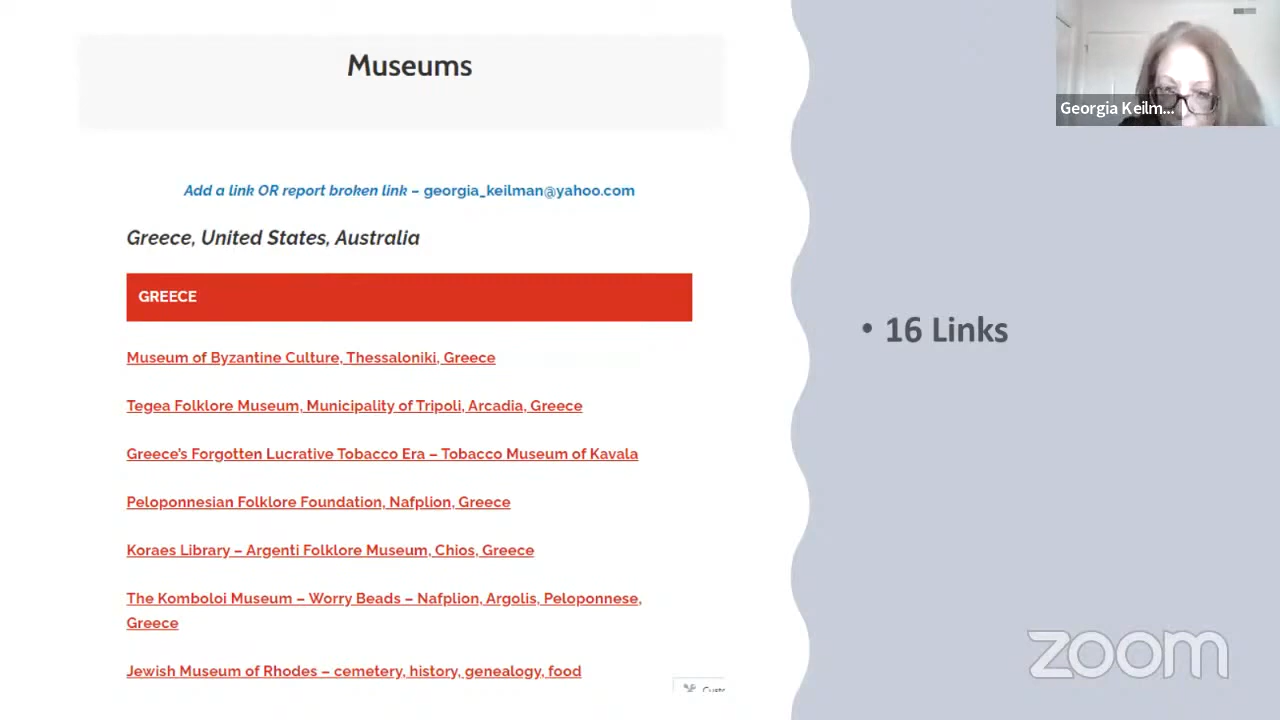 Museums
Add a link OR report broken link – georgia_keilman@yahoo.com
Greece, United States, Australia
GREECE
Museum of Byzantine Culture, Thessaloniki, Greece
Tegea Folklore Museum, Municipality of Tripoli, Arcadia, Greece
Greece's Forgotten Lucrative Tobacco Era – Tobacco Museum of Kavala
Peloponnesian Folklore Foundation, Nafplion, Greece
Koraes Library – Argenti Folklore Museum, Chios, Greece
The Komboloi Museum – Worry Beads – Nafplion, Argolis, Peloponnese,
Greece
Jewish Museum of Rhodes – cemetery, history, genealogy, food
• 16 Links
Georgia Keilm...
zoom